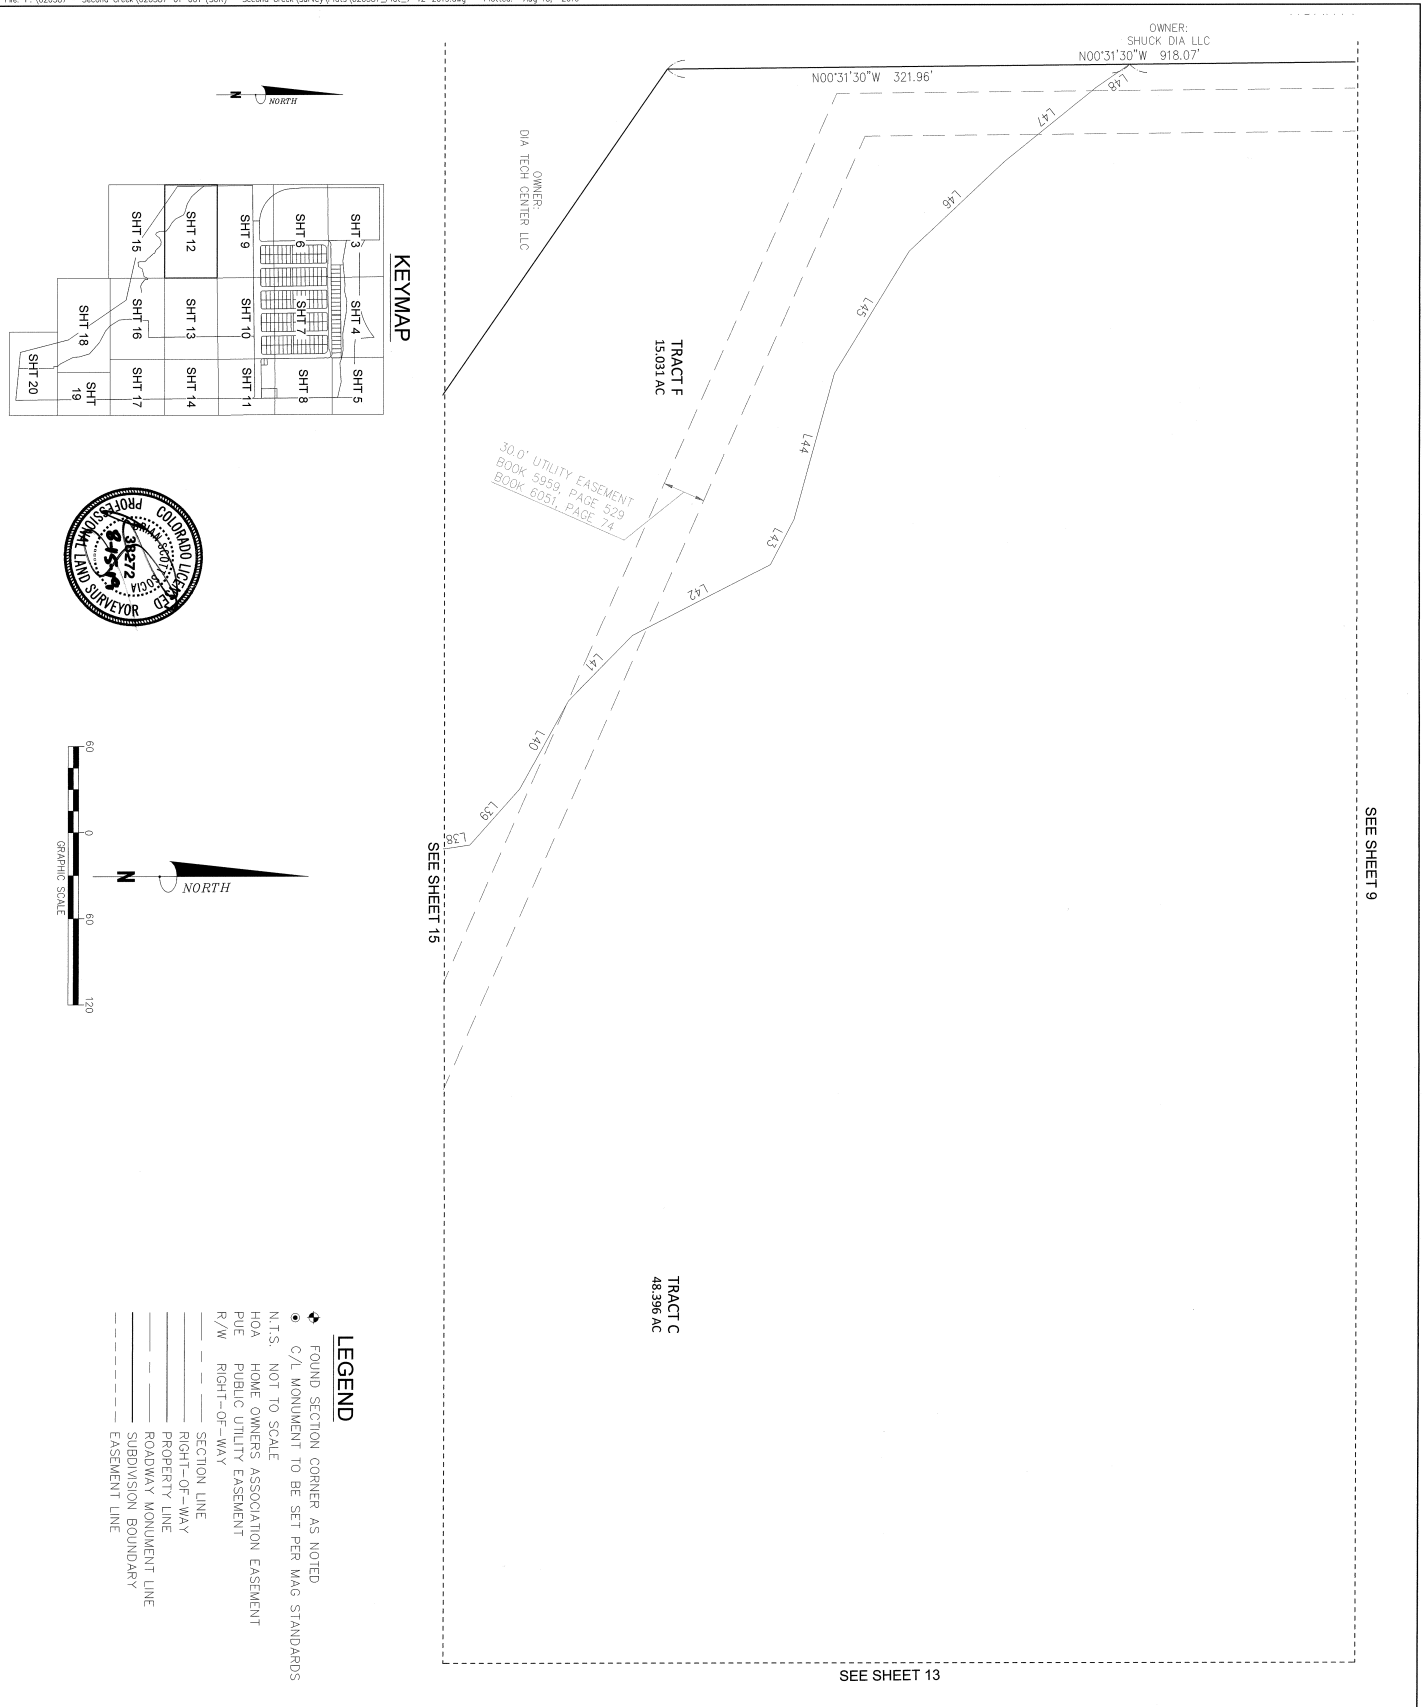 OWNER:
SHUCK DIA LLC
N00°31'30"W 918.07'
N00°31'30"W 321.96'
L48
L47
L46
L45
L44
L43
L42
L41
L40
L39
L38
OWNER:
DIA TECH CENTER LLC
TRACT F
15.031 AC
30.0' UTILITY EASEMENT
BOOK 5959, PAGE 529
BOOK 6051, PAGE 74
TRACT C
48.396 AC
SEE SHEET 9
SEE SHEET 15
SEE SHEET 13
N
NORTH
KEYMAP
SHT 3
SHT 4
SHT 5
SHT 6
SHT 7
SHT 8
SHT 9
SHT 10
SHT 11
SHT 12
SHT 13
SHT 14
SHT 15
SHT 16
SHT 17
SHT 18
SHT
19
SHT 20
COLORADO LICENSED
PROFESSIONAL LAND SURVEYOR
38272
N
NORTH
60
0
60
120
GRAPHIC SCALE
LEGEND
FOUND SECTION CORNER AS NOTED
C/L MONUMENT TO BE SET PER MAG STANDARDS
N.T.S. NOT TO SCALE
HOA HOME OWNERS ASSOCIATION EASEMENT
PUE PUBLIC UTILITY EASEMENT
R/W RIGHT-OF-WAY
SECTION LINE
RIGHT-OF-WAY
PROPERTY LINE
ROADWAY MONUMENT LINE
SUBDIVISION BOUNDARY
EASEMENT LINE